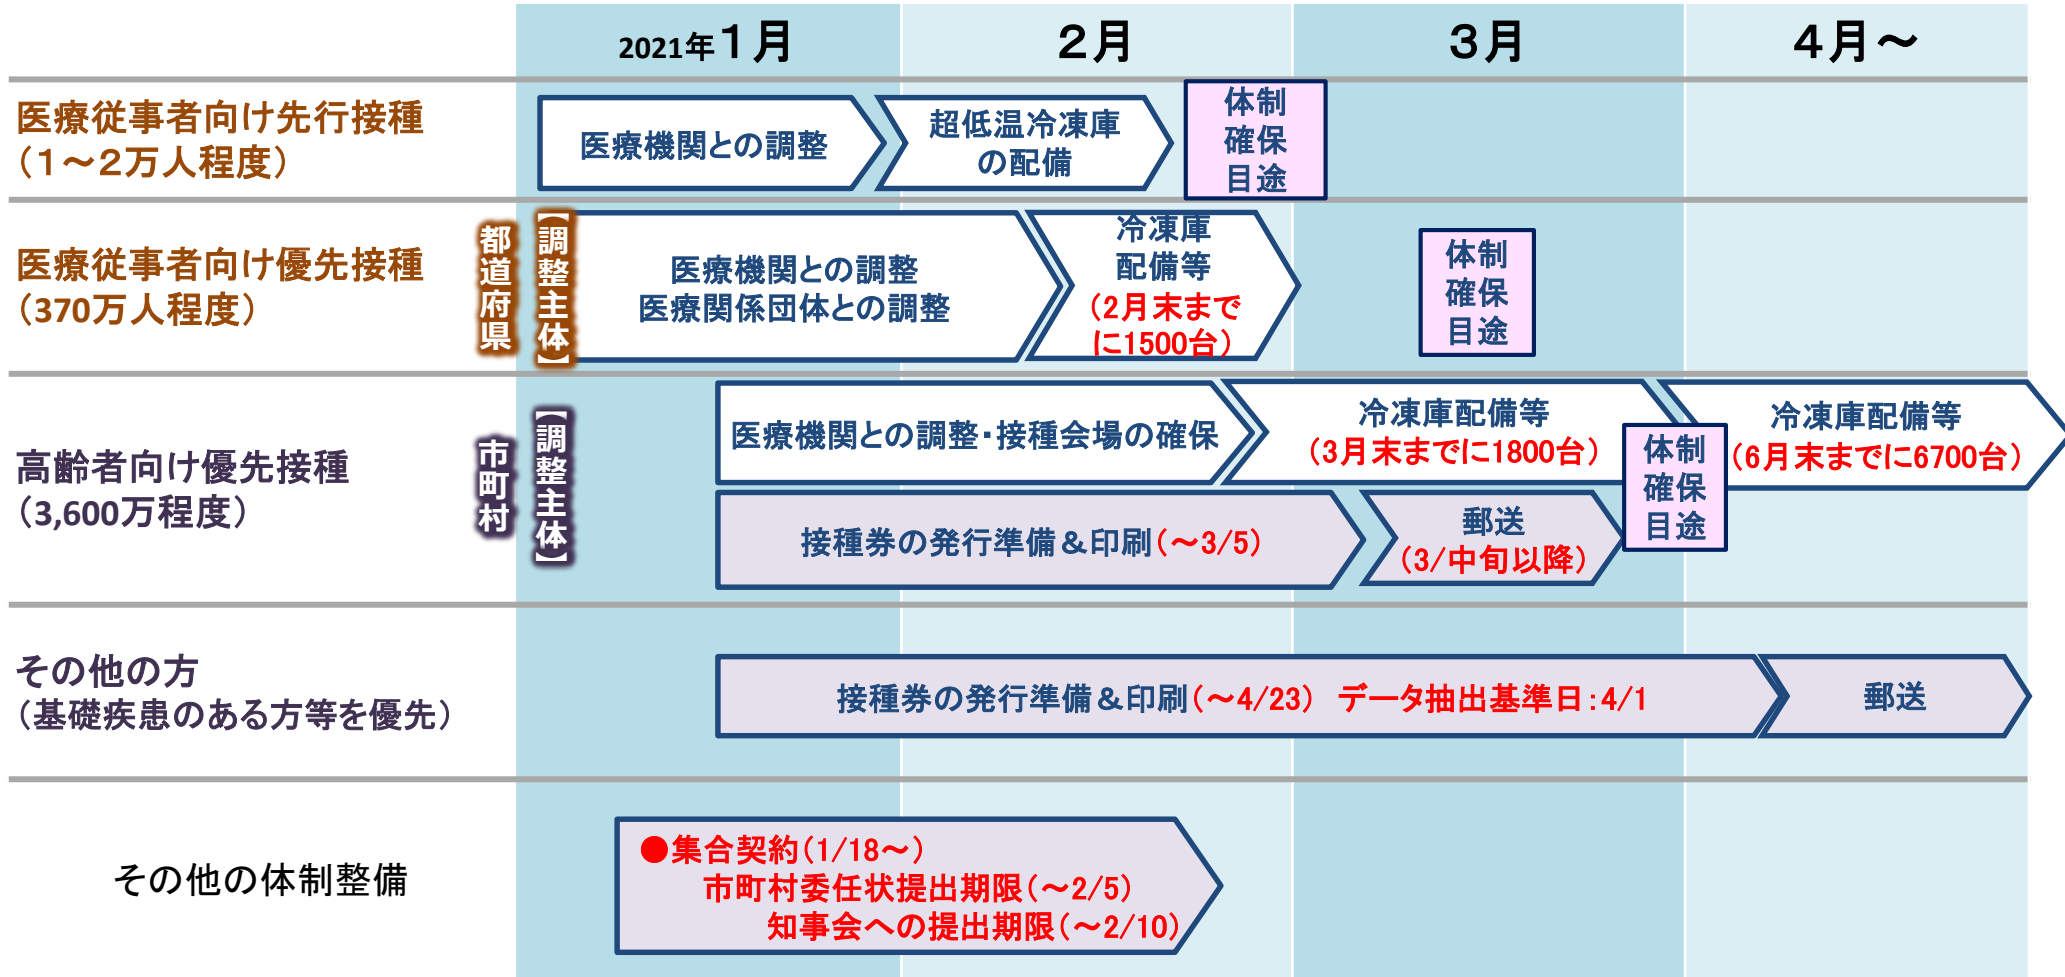 2021年１月
２月
３月
４月～
医療従事者向け先行接種
（１～２万人程度）
医療機関との調整
超低温冷凍庫
の配備
体制
確保
目途
医療従事者向け優先接種
（370万人程度）
【調整主体】
都道府県
医療機関との調整
医療関係団体との調整
冷凍庫
配備等
（2月末まで
に1500台）
体制
確保
目途
高齢者向け優先接種
（3,600万程度）
【調整主体】
市町村
医療機関との調整・接種会場の確保
冷凍庫配備等
（3月末までに1800台）
冷凍庫配備等
（6月末までに6700台）
体制
確保
目途
接種券の発行準備＆印刷（～3/5）
郵送
（3/中旬以降）
その他の方
（基礎疾患のある方等を優先）
接種券の発行準備＆印刷（～4/23）　データ抽出基準日：4/1
郵送
その他の体制整備
●集合契約（1/18～）
市町村委任状提出期限（～2/5）
知事会への提出期限（～2/10）